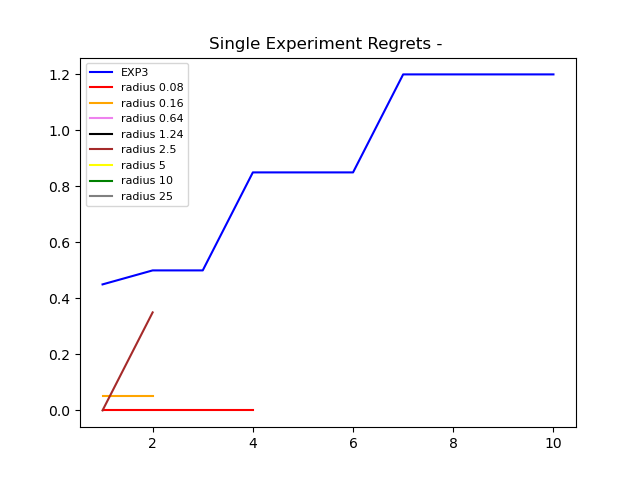 Single Experiment Regrets -
EXP3
radius 0.08
radius 0.16
radius 0.64
radius 1.24
radius 2.5
radius 5
radius 10
radius 25
1.2
1.0
0.8
0.6
0.4
0.2
0.0
2 4 6 8 10